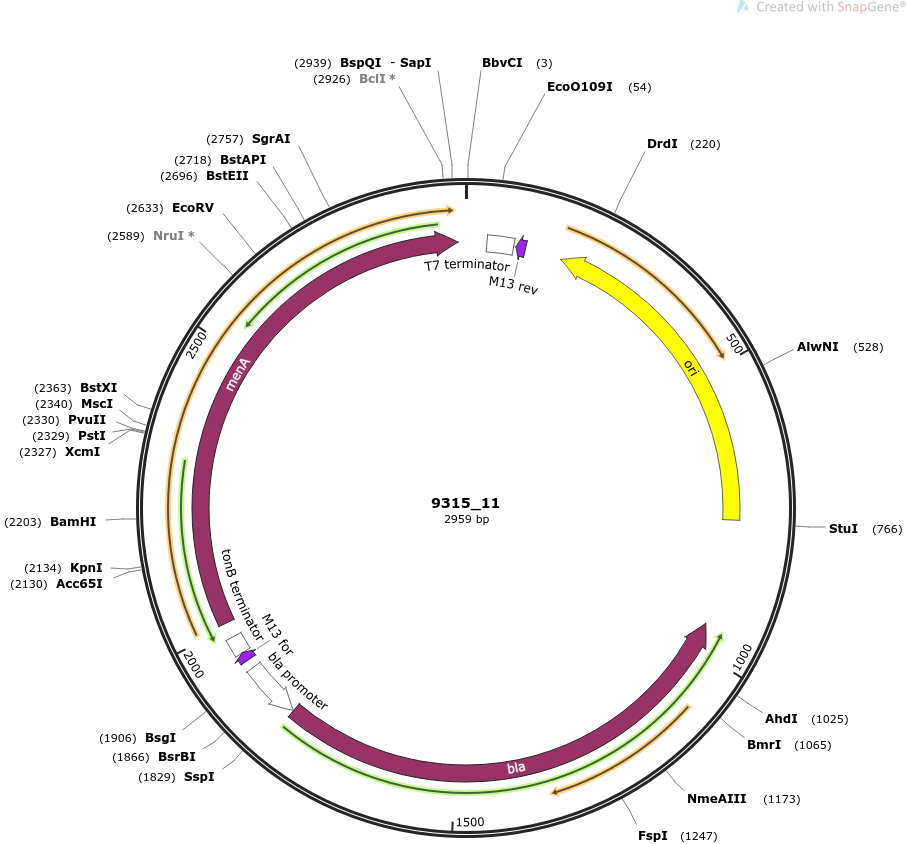 Created with SnapGene®
(2939) BspQI - SapI
(2926) BclI *
BbvCI (3)
EcoO109I (54)
DrdI (220)
(2757) SgrAI
(2718) BstAPI
(2696) BstEII
(2633) EcoRV
(2589) NruI *
T7 terminator
M13 rev
500
AlwNI (528)
2500
menA
ori
(2363) BstXI
(2340) MscI
(2330) PvuII
(2329) PstI
(2327) XcmI
9315_11
2959 bp
(2203) BamHI
StuI (766)
(2134) KpnI
(2130) Acc65I
tonB terminator
M13 for
bla promoter
2000
1000
(1906) BsgI
(1866) BsrBI
(1829) SspI
AhdI (1025)
BmrI (1065)
bla
NmeAIII (1173)
1500
FspI (1247)